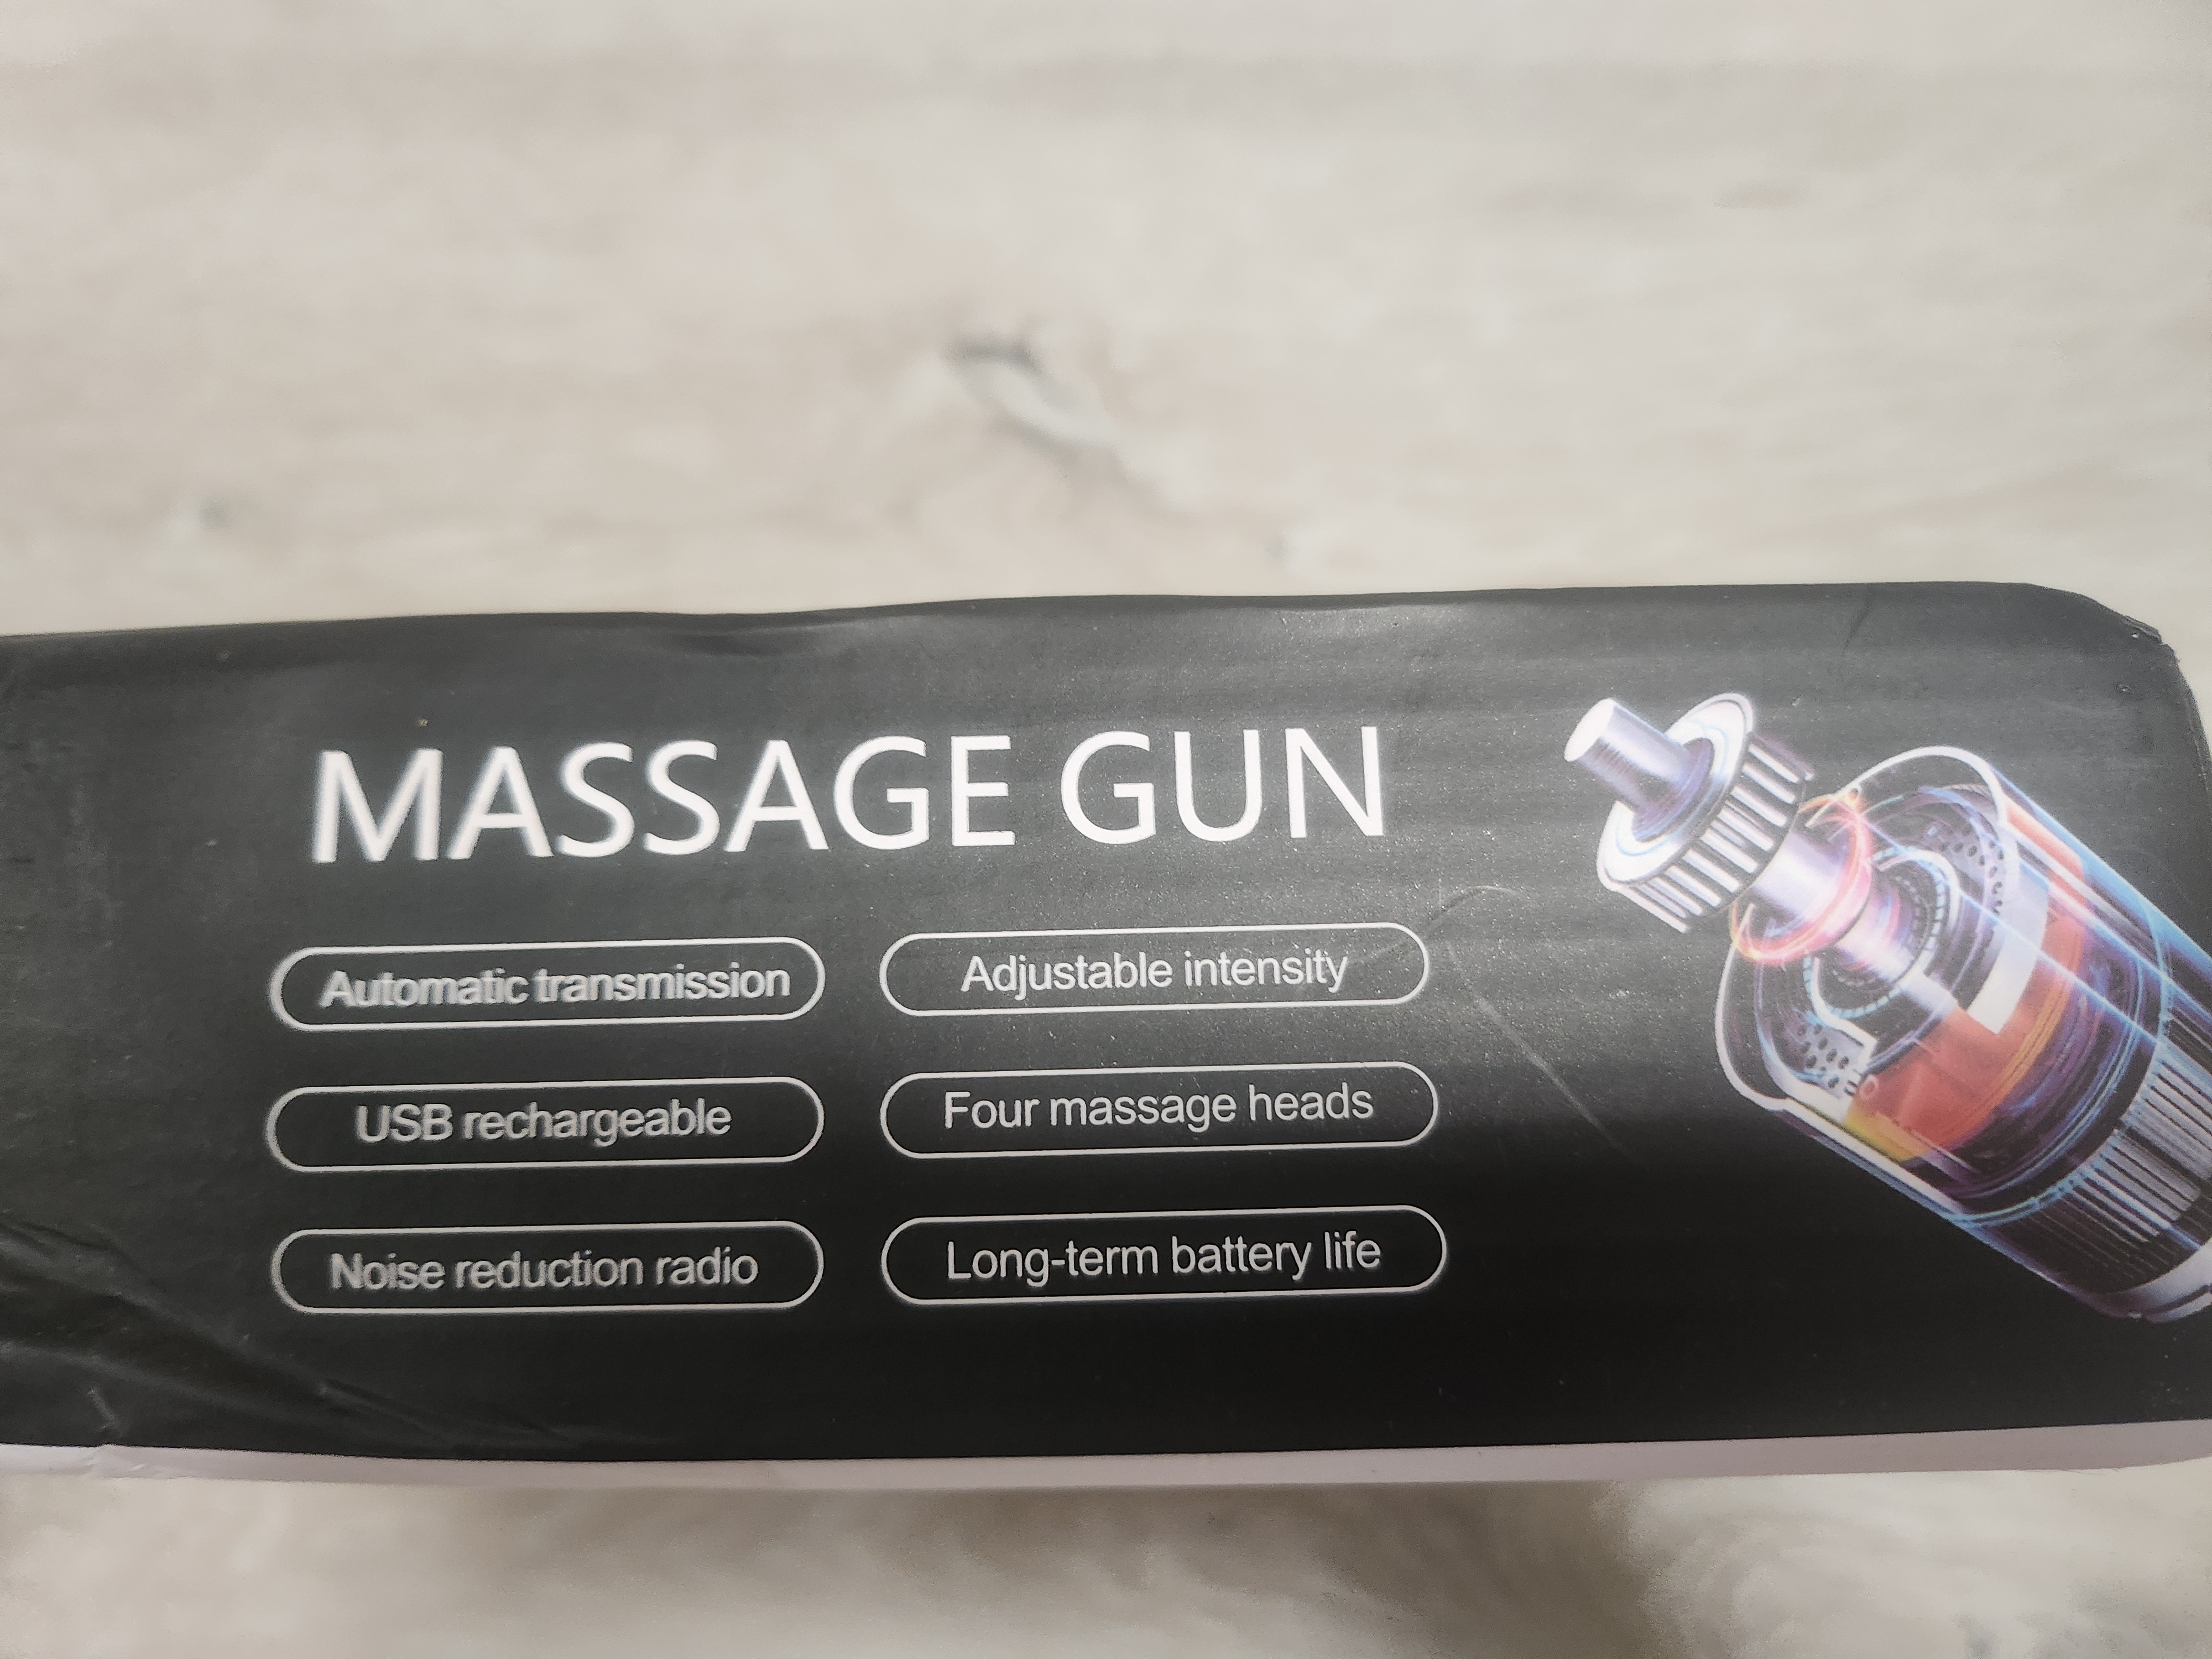 MASSAGE GUN
Automatic transmission
Adjustable intensity
USB rechargeable
Four massage heads
Noise reduction radio
Long-term battery life